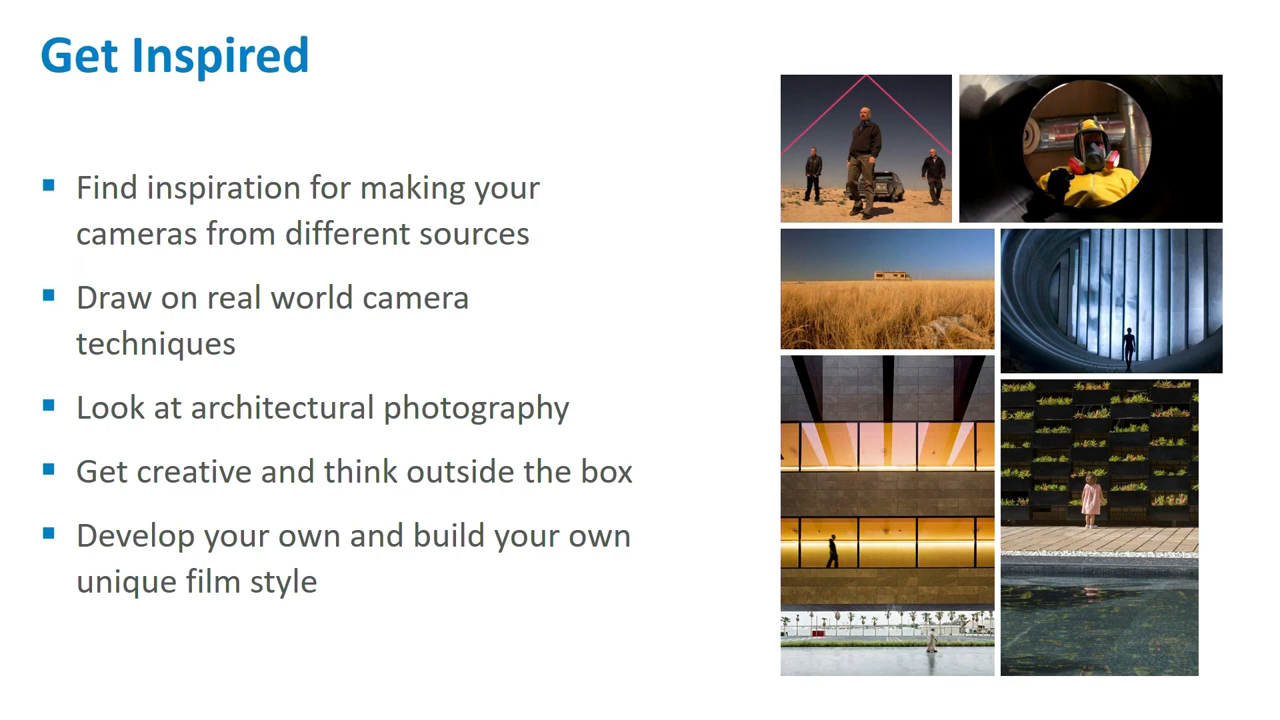 Get Inspired
Find inspiration for making your
cameras from different sources
Draw on real world camera
techniques
Look at architectural photography
Get creative and think outside the box
Develop your own and build your own
unique film style